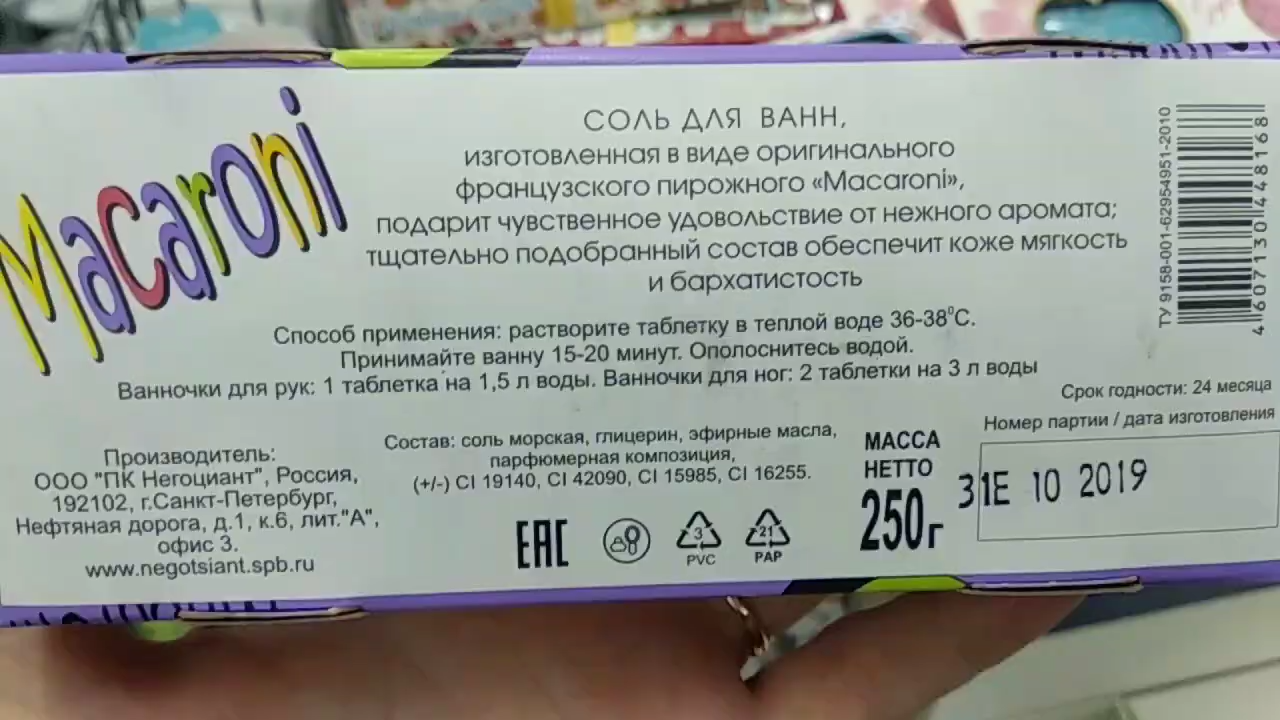 Macaroni
СОЛЬ ДЛЯ ВАНН,
изготовленная в виде оригинального
французского пирожного «Macaroni»,
подарит чувственное удовольствие от нежного аромата;
тщательно подобранный состав обеспечит коже мягкость
и бархатистость
Способ применения: растворите таблетку в теплой воде 36-38°С.
Принимайте ванну 15-20 минут. Ополоснитесь водой.
Ванночки для рук: 1 таблетка на 1,5 л воды. Ванночки для ног: 2 таблетки на 3 л воды
ТУ 9158-001-62954951-2010
4607130448168
Срок годности: 24 месяца
Номер партии / дата изготовления
31E 10 2019
Производитель:
ООО "ПК Негоциант", Россия,
192102, г.Санкт-Петербург,
Нефтяная дорога, д.1, к.6, лит."А",
офис 3.
www.negotsiant.spb.ru
Состав: соль морская, глицерин, эфирные масла,
парфюмерная композиция,
(+/-) CI 19140, CI 42090, CI 15985, CI 16255.
EAC
3
PVC
21
PAP
МАССА
НЕТТО
250г